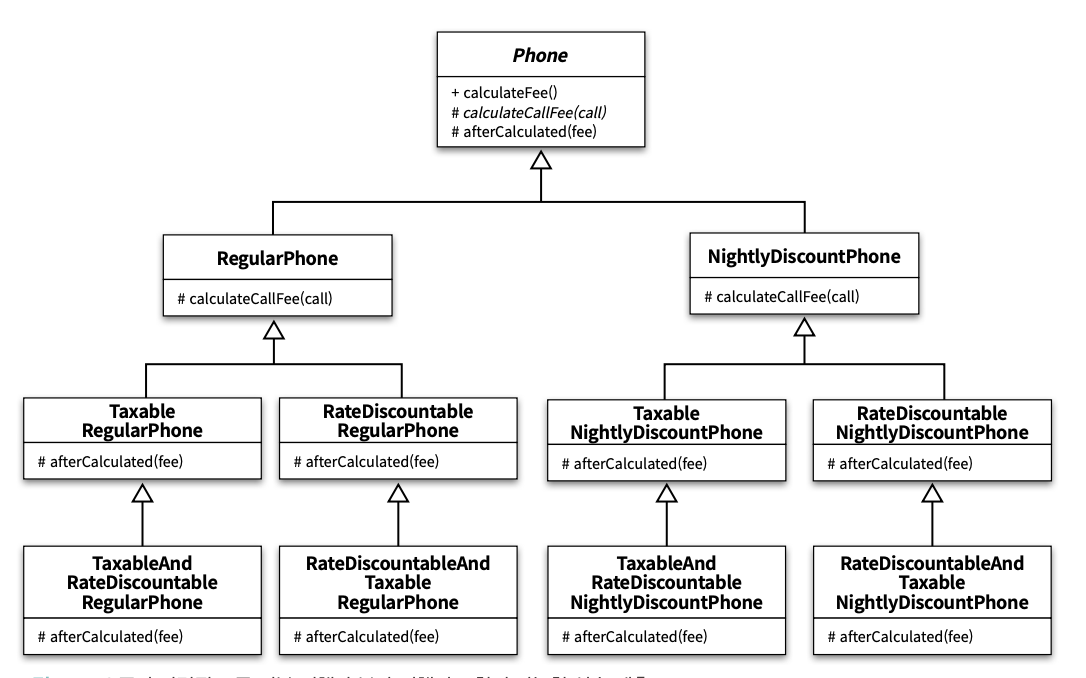 Phone
+ calculateFee()
# calculateCallFee(call)
# afterCalculated(fee)
RegularPhone
# calculateCallFee(call)
NightlyDiscountPhone
# calculateCallFee(call)
Taxable
RegularPhone
# afterCalculated(fee)
RateDiscountable
RegularPhone
# afterCalculated(fee)
Taxable
NightlyDiscountPhone
# afterCalculated(fee)
RateDiscountable
NightlyDiscountPhone
# afterCalculated(fee)
TaxableAnd
RateDiscountable
RegularPhone
# afterCalculated(fee)
RateDiscountableAnd
Taxable
RegularPhone
# afterCalculated(fee)
TaxableAnd
RateDiscountable
NightlyDiscountPhone
# afterCalculated(fee)
RateDiscountableAnd
Taxable
NightlyDiscountPhone
# afterCalculated(fee)